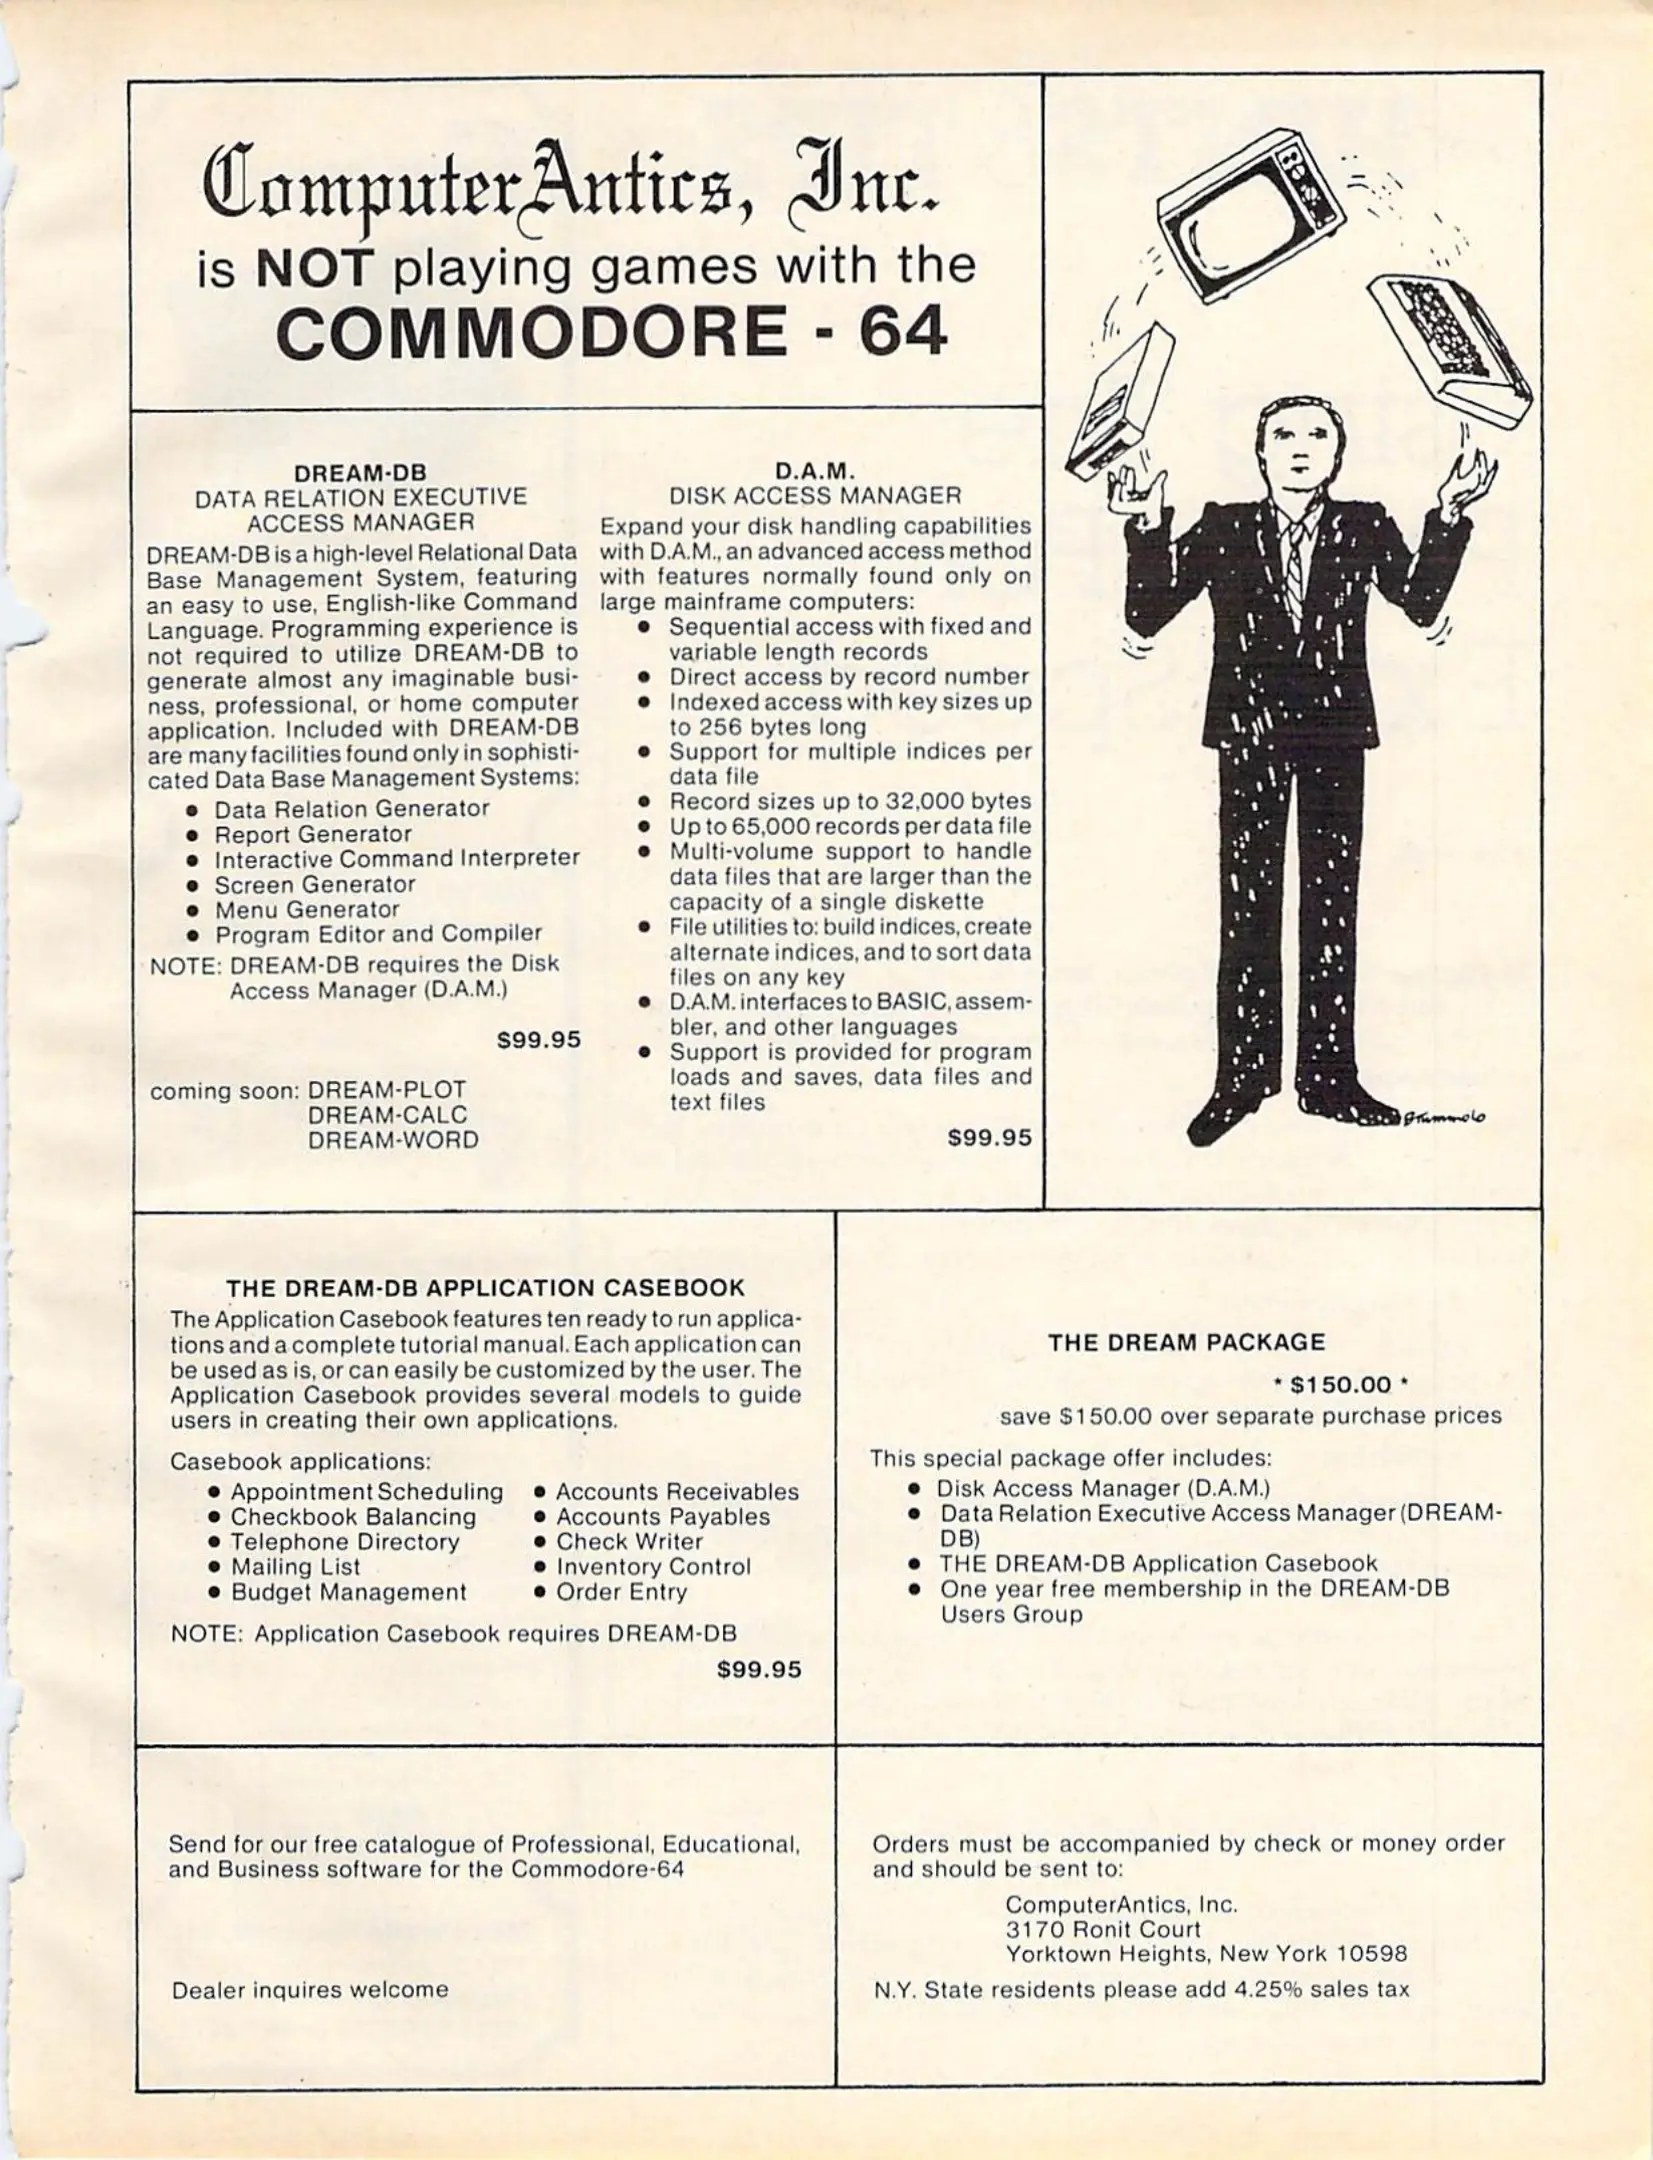 ComputerAntics, Inc.
is NOT playing games with the
COMMODORE - 64
DREAM-DB
DATA RELATION EXECUTIVE
ACCESS MANAGER
DREAM-DB is a high-level Relational Data
Base Management System, featuring
an easy to use, English-like Command
Language. Programming experience is
not required to utilize DREAM-DB to
generate almost any imaginable busi-
ness, professional, or home computer
application. Included with DREAM-DB
are many facilities found only in sophisti-
cated Data Base Management Systems:
● Data Relation Generator
● Report Generator
● Interactive Command Interpreter
● Screen Generator
● Menu Generator
● Program Editor and Compiler
NOTE: DREAM-DB requires the Disk
Access Manager (D.A.M.)
$99.95
coming soon: DREAM-PLOT
DREAM-CALC
DREAM-WORD
D.A.M.
DISK ACCESS MANAGER
Expand your disk handling capabilities
with D.A.M., an advanced access method
with features normally found only on
large mainframe computers:
● Sequential access with fixed and
variable length records
● Direct access by record number
● Indexed access with key sizes up
to 256 bytes long
● Support for multiple indices per
data file
● Record sizes up to 32,000 bytes
● Up to 65,000 records per data file
● Multi-volume support to handle
data files that are larger than the
capacity of a single diskette
● File utilities to: build indices, create
alternate indices, and to sort data
files on any key
● D.A.M. interfaces to BASIC, assem-
bler, and other languages
● Support is provided for program
loads and saves, data files and
text files
$99.95
THE DREAM-DB APPLICATION CASEBOOK
The Application Casebook features ten ready to run applica-
tions and a complete tutorial manual. Each application can
be used as is, or can easily be customized by the user. The
Application Casebook provides several models to guide
users in creating their own applications.
Casebook applications:
● Appointment Scheduling
● Checkbook Balancing
● Telephone Directory
● Mailing List
● Budget Management
● Accounts Receivables
● Accounts Payables
● Check Writer
● Inventory Control
● Order Entry
NOTE: Application Casebook requires DREAM-DB
$99.95
THE DREAM PACKAGE
* $150.00 *
save $150.00 over separate purchase prices
This special package offer includes:
● Disk Access Manager (D.A.M.)
● Data Relation Executive Access Manager (DREAM-
DB)
● THE DREAM-DB Application Casebook
● One year free membership in the DREAM-DB
Users Group
Send for our free catalogue of Professional, Educational,
and Business software for the Commodore-64
Dealer inquires welcome
Orders must be accompanied by check or money order
and should be sent to:
ComputerAntics, Inc.
3170 Ronit Court
Yorktown Heights, New York 10598
N.Y. State residents please add 4.25% sales tax